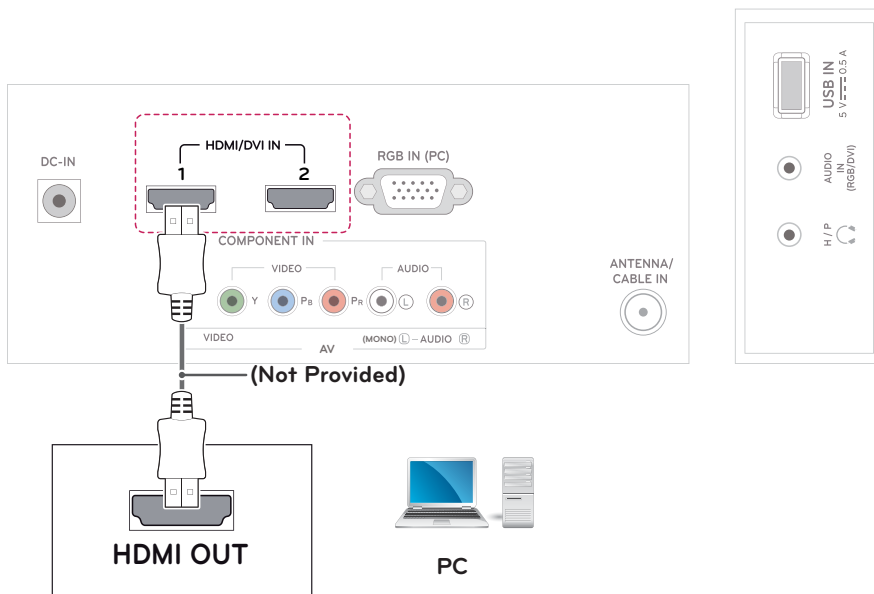 DC-IN
HDMI/DVI IN
1
2
RGB IN (PC)
COMPONENT IN
VIDEO
AUDIO
Y
PB
PR
L
R
VIDEO
AV
(MONO) L – AUDIO R
ANTENNA/
CABLE IN
USB IN
5 V 0.5 A
AUDIO
IN
(RGB/DVI)
H / P
(Not Provided)
HDMI OUT
PC